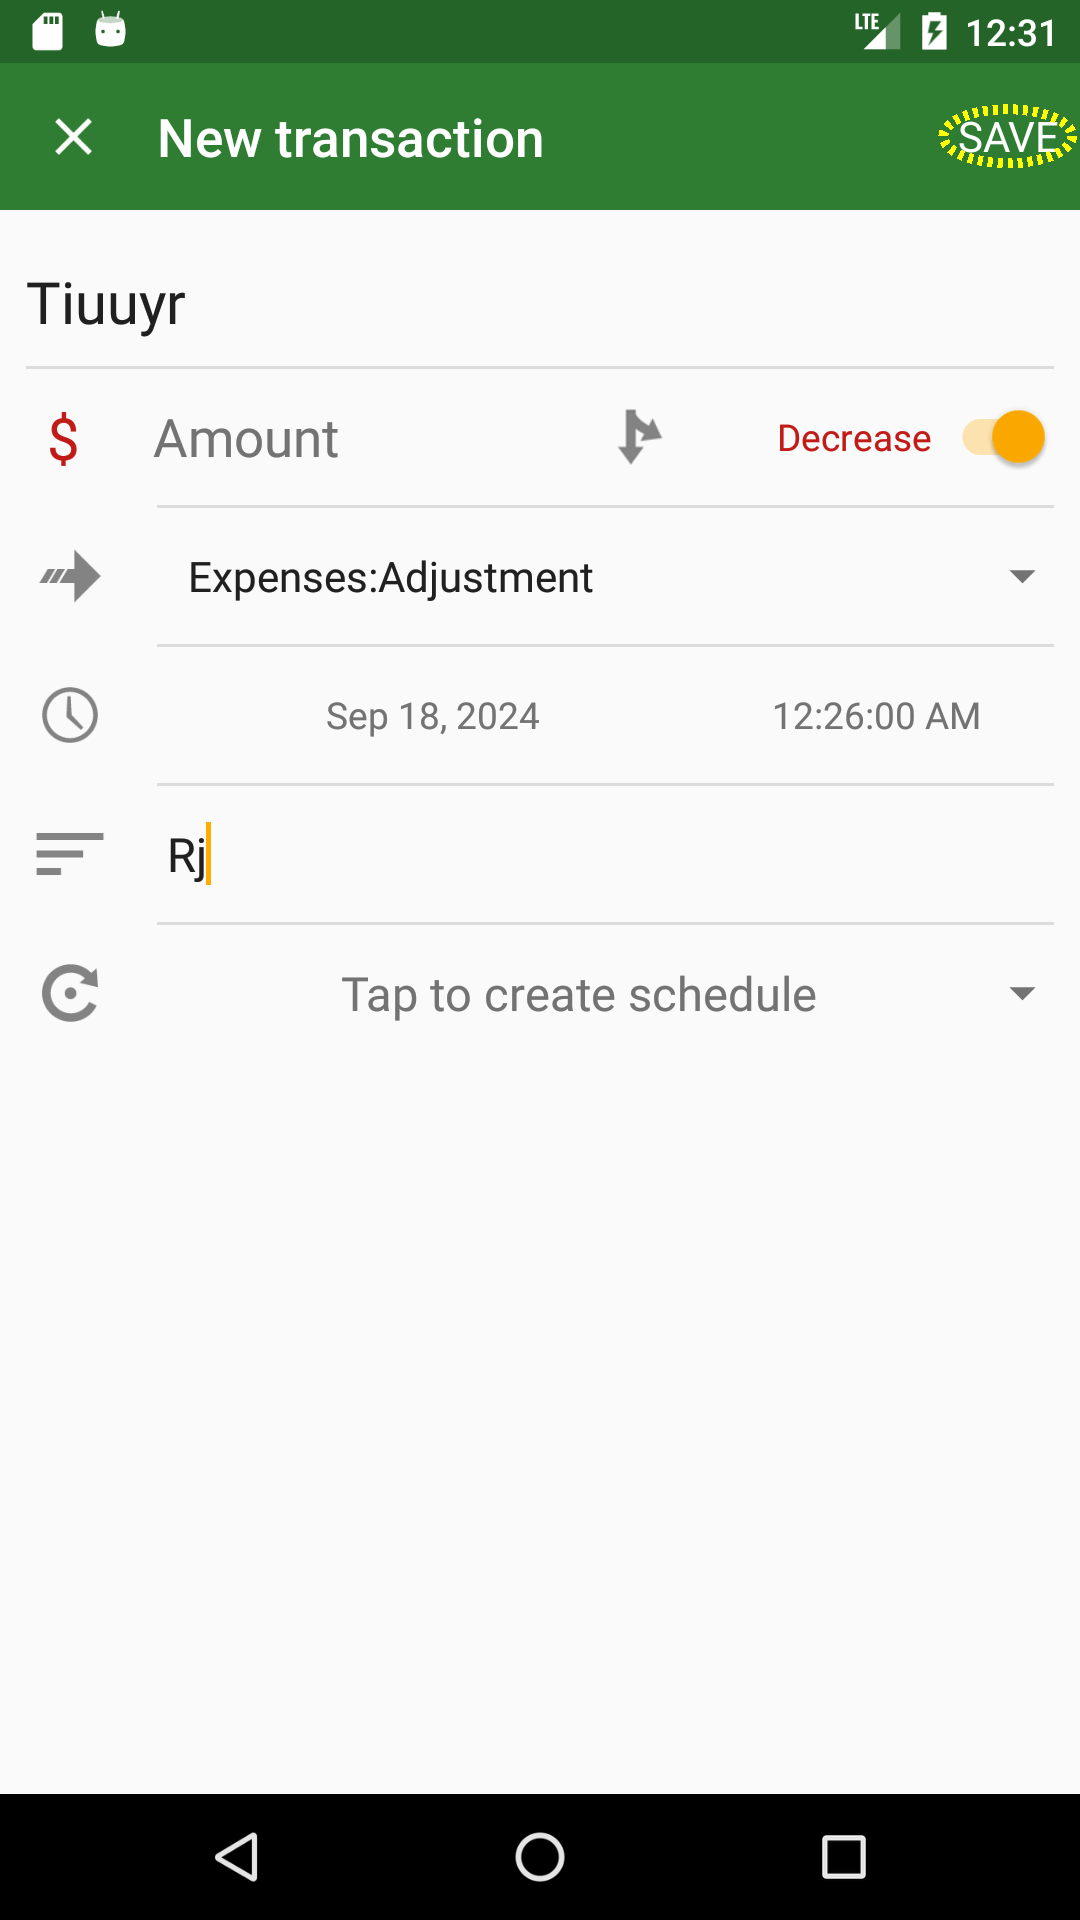 LTE 12:31
New transaction SAVE
Tiuuyr
$ Amount Decrease
Expenses:Adjustment
Sep 18, 2024 12:26:00 AM
Rj
Tap to create schedule